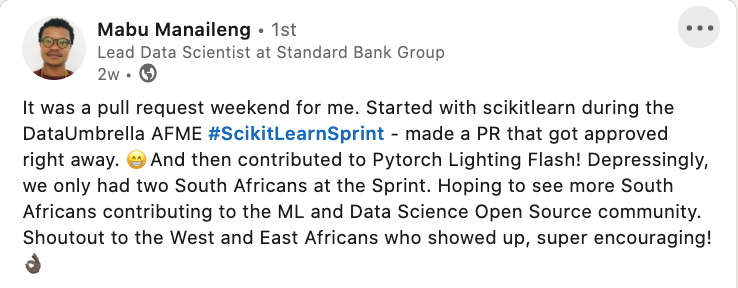 Mabu Manaileng • 1st
Lead Data Scientist at Standard Bank Group
2w •
It was a pull request weekend for me. Started with scikitlearn during the
DataUmbrella AFME #ScikitLearnSprint - made a PR that got approved
right away. 😁 And then contributed to Pytorch Lighting Flash! Depressingly,
we only had two South Africans at the Sprint. Hoping to see more South
Africans contributing to the ML and Data Science Open Source community.
Shoutout to the West and East Africans who showed up, super encouraging!
👌🏿